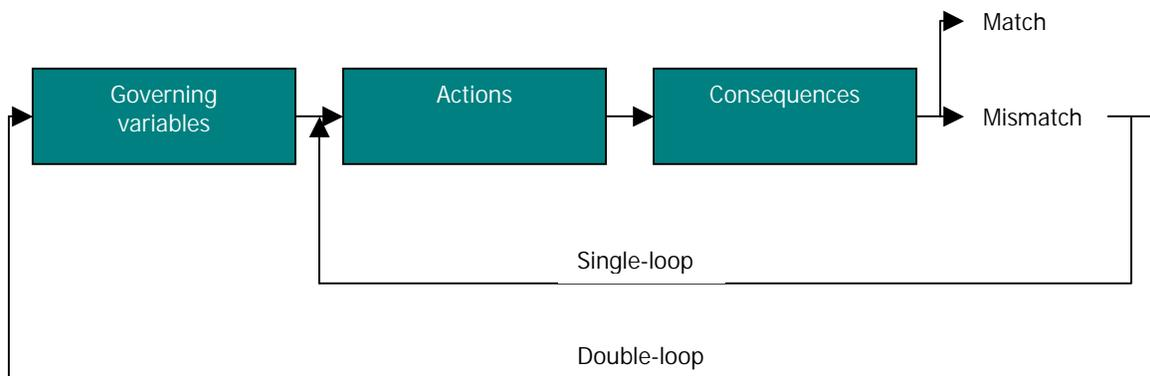 Match
Governing
variables
Actions
Consequences
Mismatch
Single-loop
Double-loop